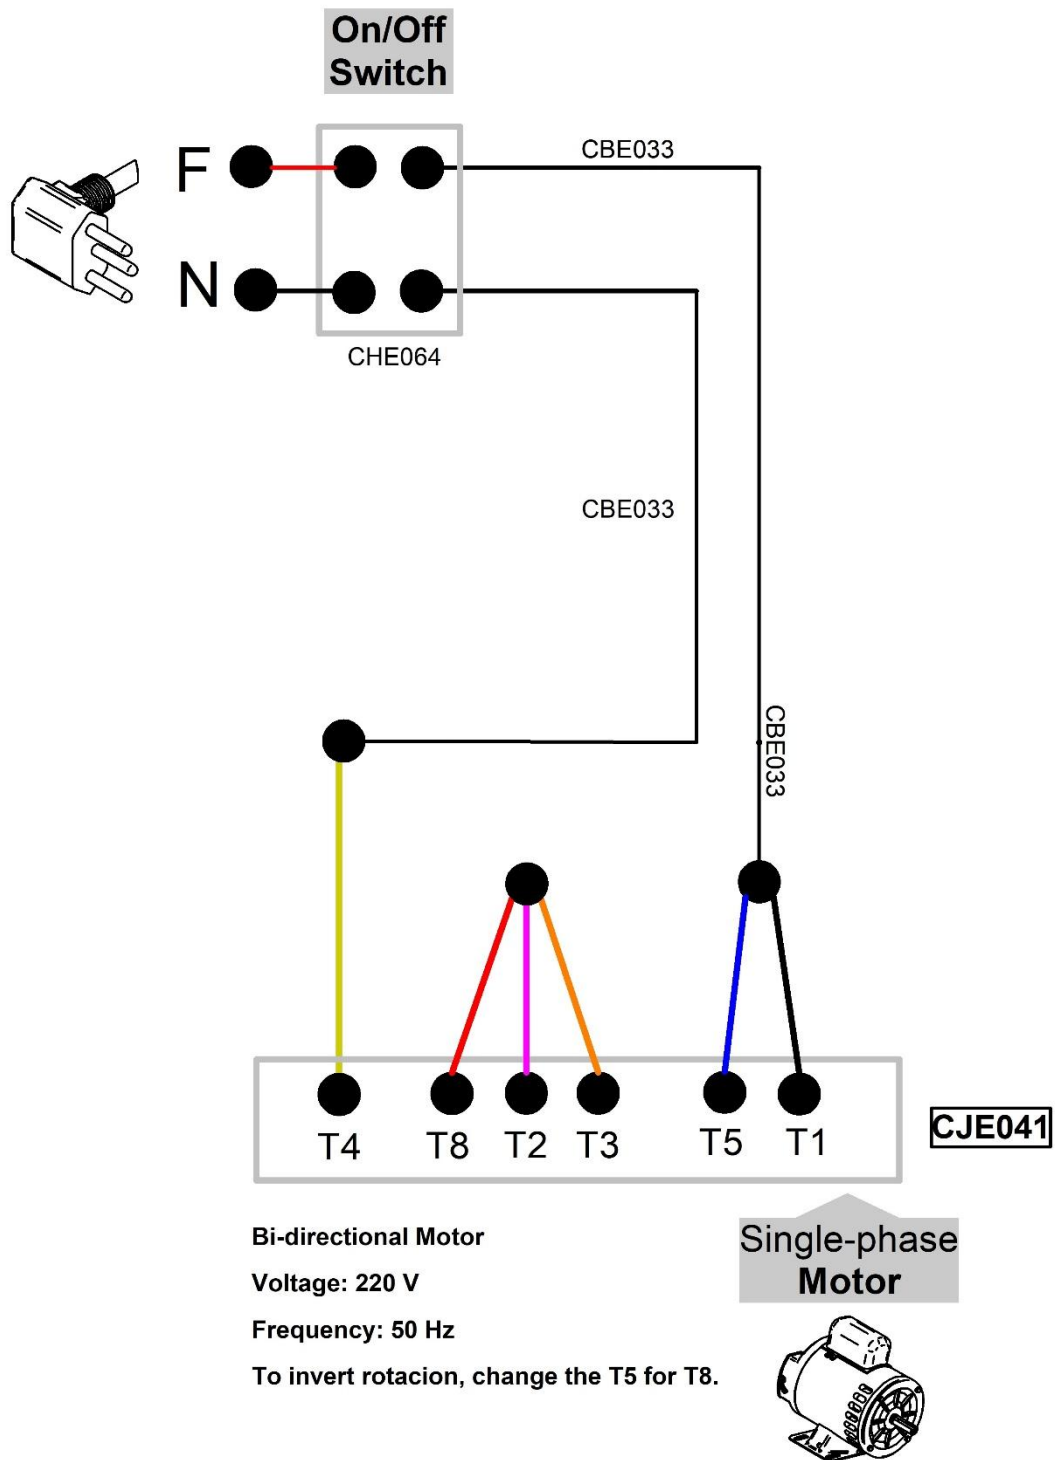 On/Off
Switch
F
CBE033
N
CHE064
CBE033
CBE033
T4 T8 T2 T3 T5 T1
CJE041
Bi-directional Motor
Voltage: 220 V
Frequency: 50 Hz
To invert rotacion, change the T5 for T8.
Single-phase
Motor